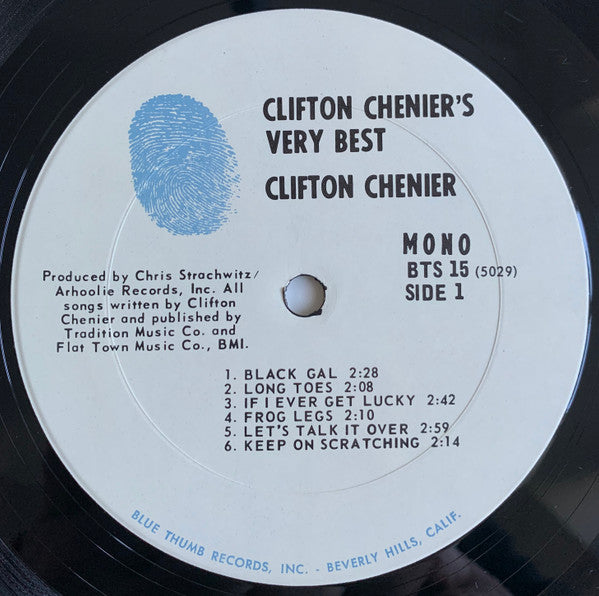 CLIFTON CHENIER'S
VERY BEST
CLIFTON CHENIER
MONO
BTS 15 (5029)
SIDE 1
Produced by Chris Strachwitz/
Arhoolie Records, Inc. All
songs written by Clifton
Chenier and published by
Tradition Music Co. and
Flat Town Music Co., BMI.
1. BLACK GAL 2:28
2. LONG TOES 2:08
3. IF I EVER GET LUCKY 2:42
4. FROG LEGS 2:10
5. LET'S TALK IT OVER 2:59
6. KEEP ON SCRATCHING 2:14
BLUE THUMB RECORDS, INC. - BEVERLY HILLS, CALIF.